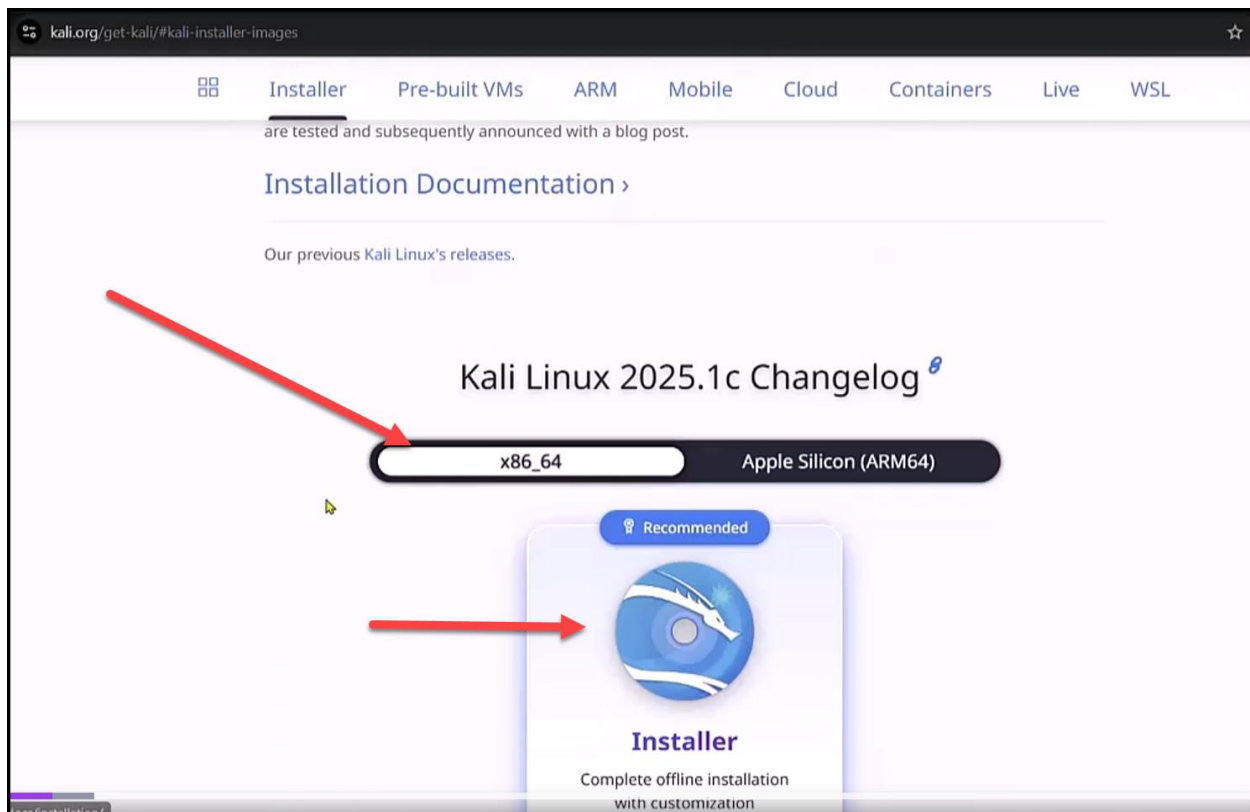 kali.org/get-kali/#kali-installer-images
Installer Pre-built VMs ARM Mobile Cloud Containers Live WSL
are tested and subsequently announced with a blog post.
Installation Documentation ›
Our previous Kali Linux's releases.
Kali Linux 2025.1c Changelog
x86_64 Apple Silicon (ARM64)
Recommended
Installer
Complete offline installation
with customization